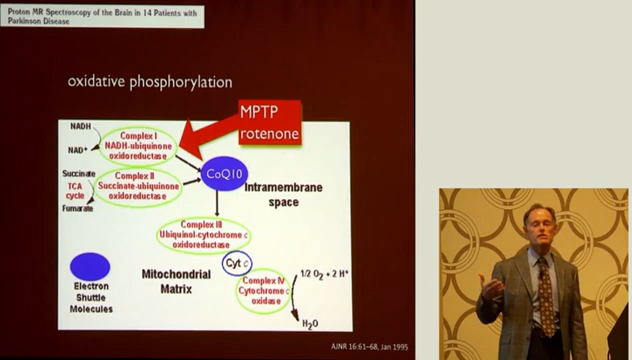 Proton MR Spectroscopy of the Brain in 14 Patients with
Parkinson Disease
oxidative phosphorylation
MPTP
rotenone
NADH
NAD+
Complex I
NADH-ubiquinone
oxidoreductase
CoQ10
Succinate
TCA
cycle
Fumarate
Complex II
Succinate-ubiquinone
oxidoreductase
Intramembrane
space
Complex III
Ubiquinol-cytochrome c
oxidoreductase
Cyt c
Mitochondrial
Matrix
Complex IV
Cytochrome c
oxidase
1/2 O2 + 2 H+
H2O
Electron
Shuttle
Molecules
AJNR 16:61–68, Jan 1995